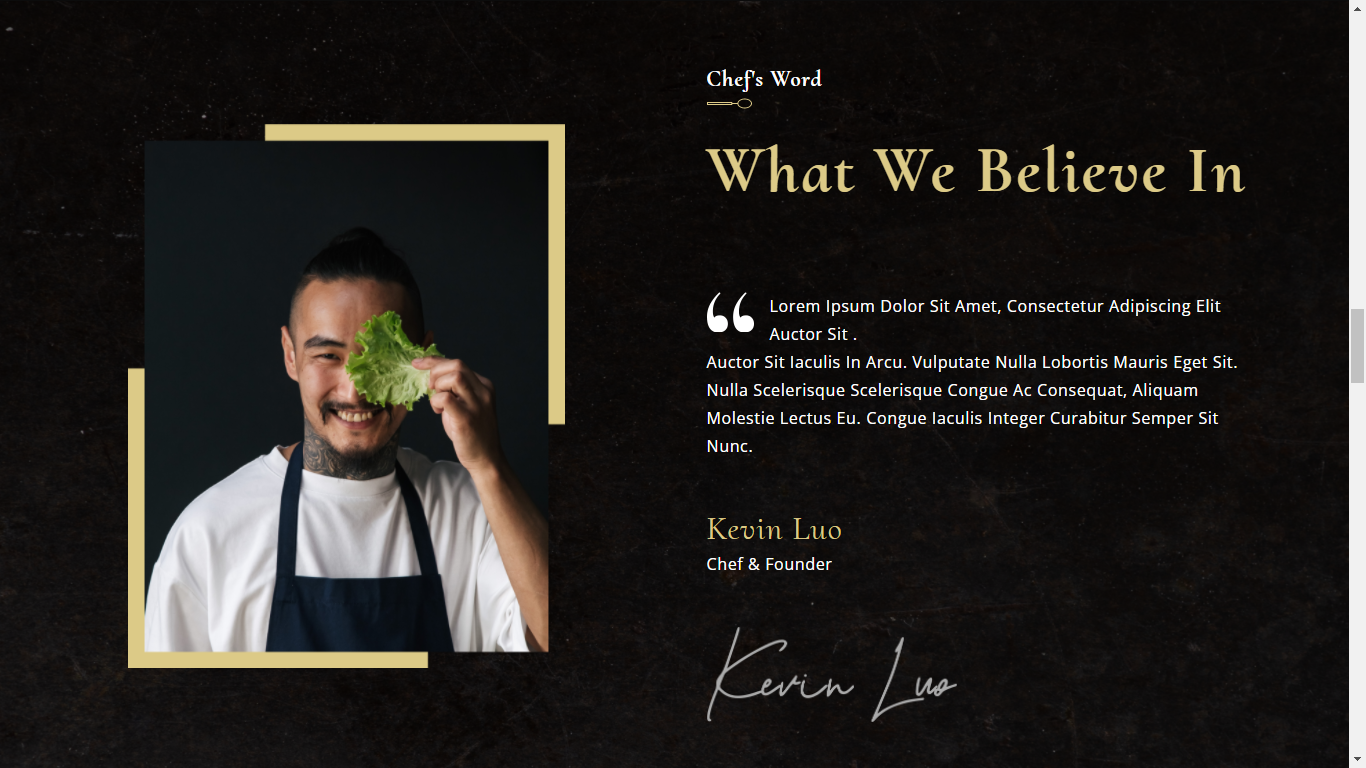 Chef's Word
What We Believe In
“
Lorem Ipsum Dolor Sit Amet, Consectetur Adipiscing Elit
Auctor Sit .
Auctor Sit Iaculis In Arcu. Vulputate Nulla Lobortis Mauris Eget Sit.
Nulla Scelerisque Scelerisque Congue Ac Consequat, Aliquam
Molestie Lectus Eu. Congue Iaculis Integer Curabitur Semper Sit
Nunc.
Kevin Luo
Chef & Founder
Kevin Luo